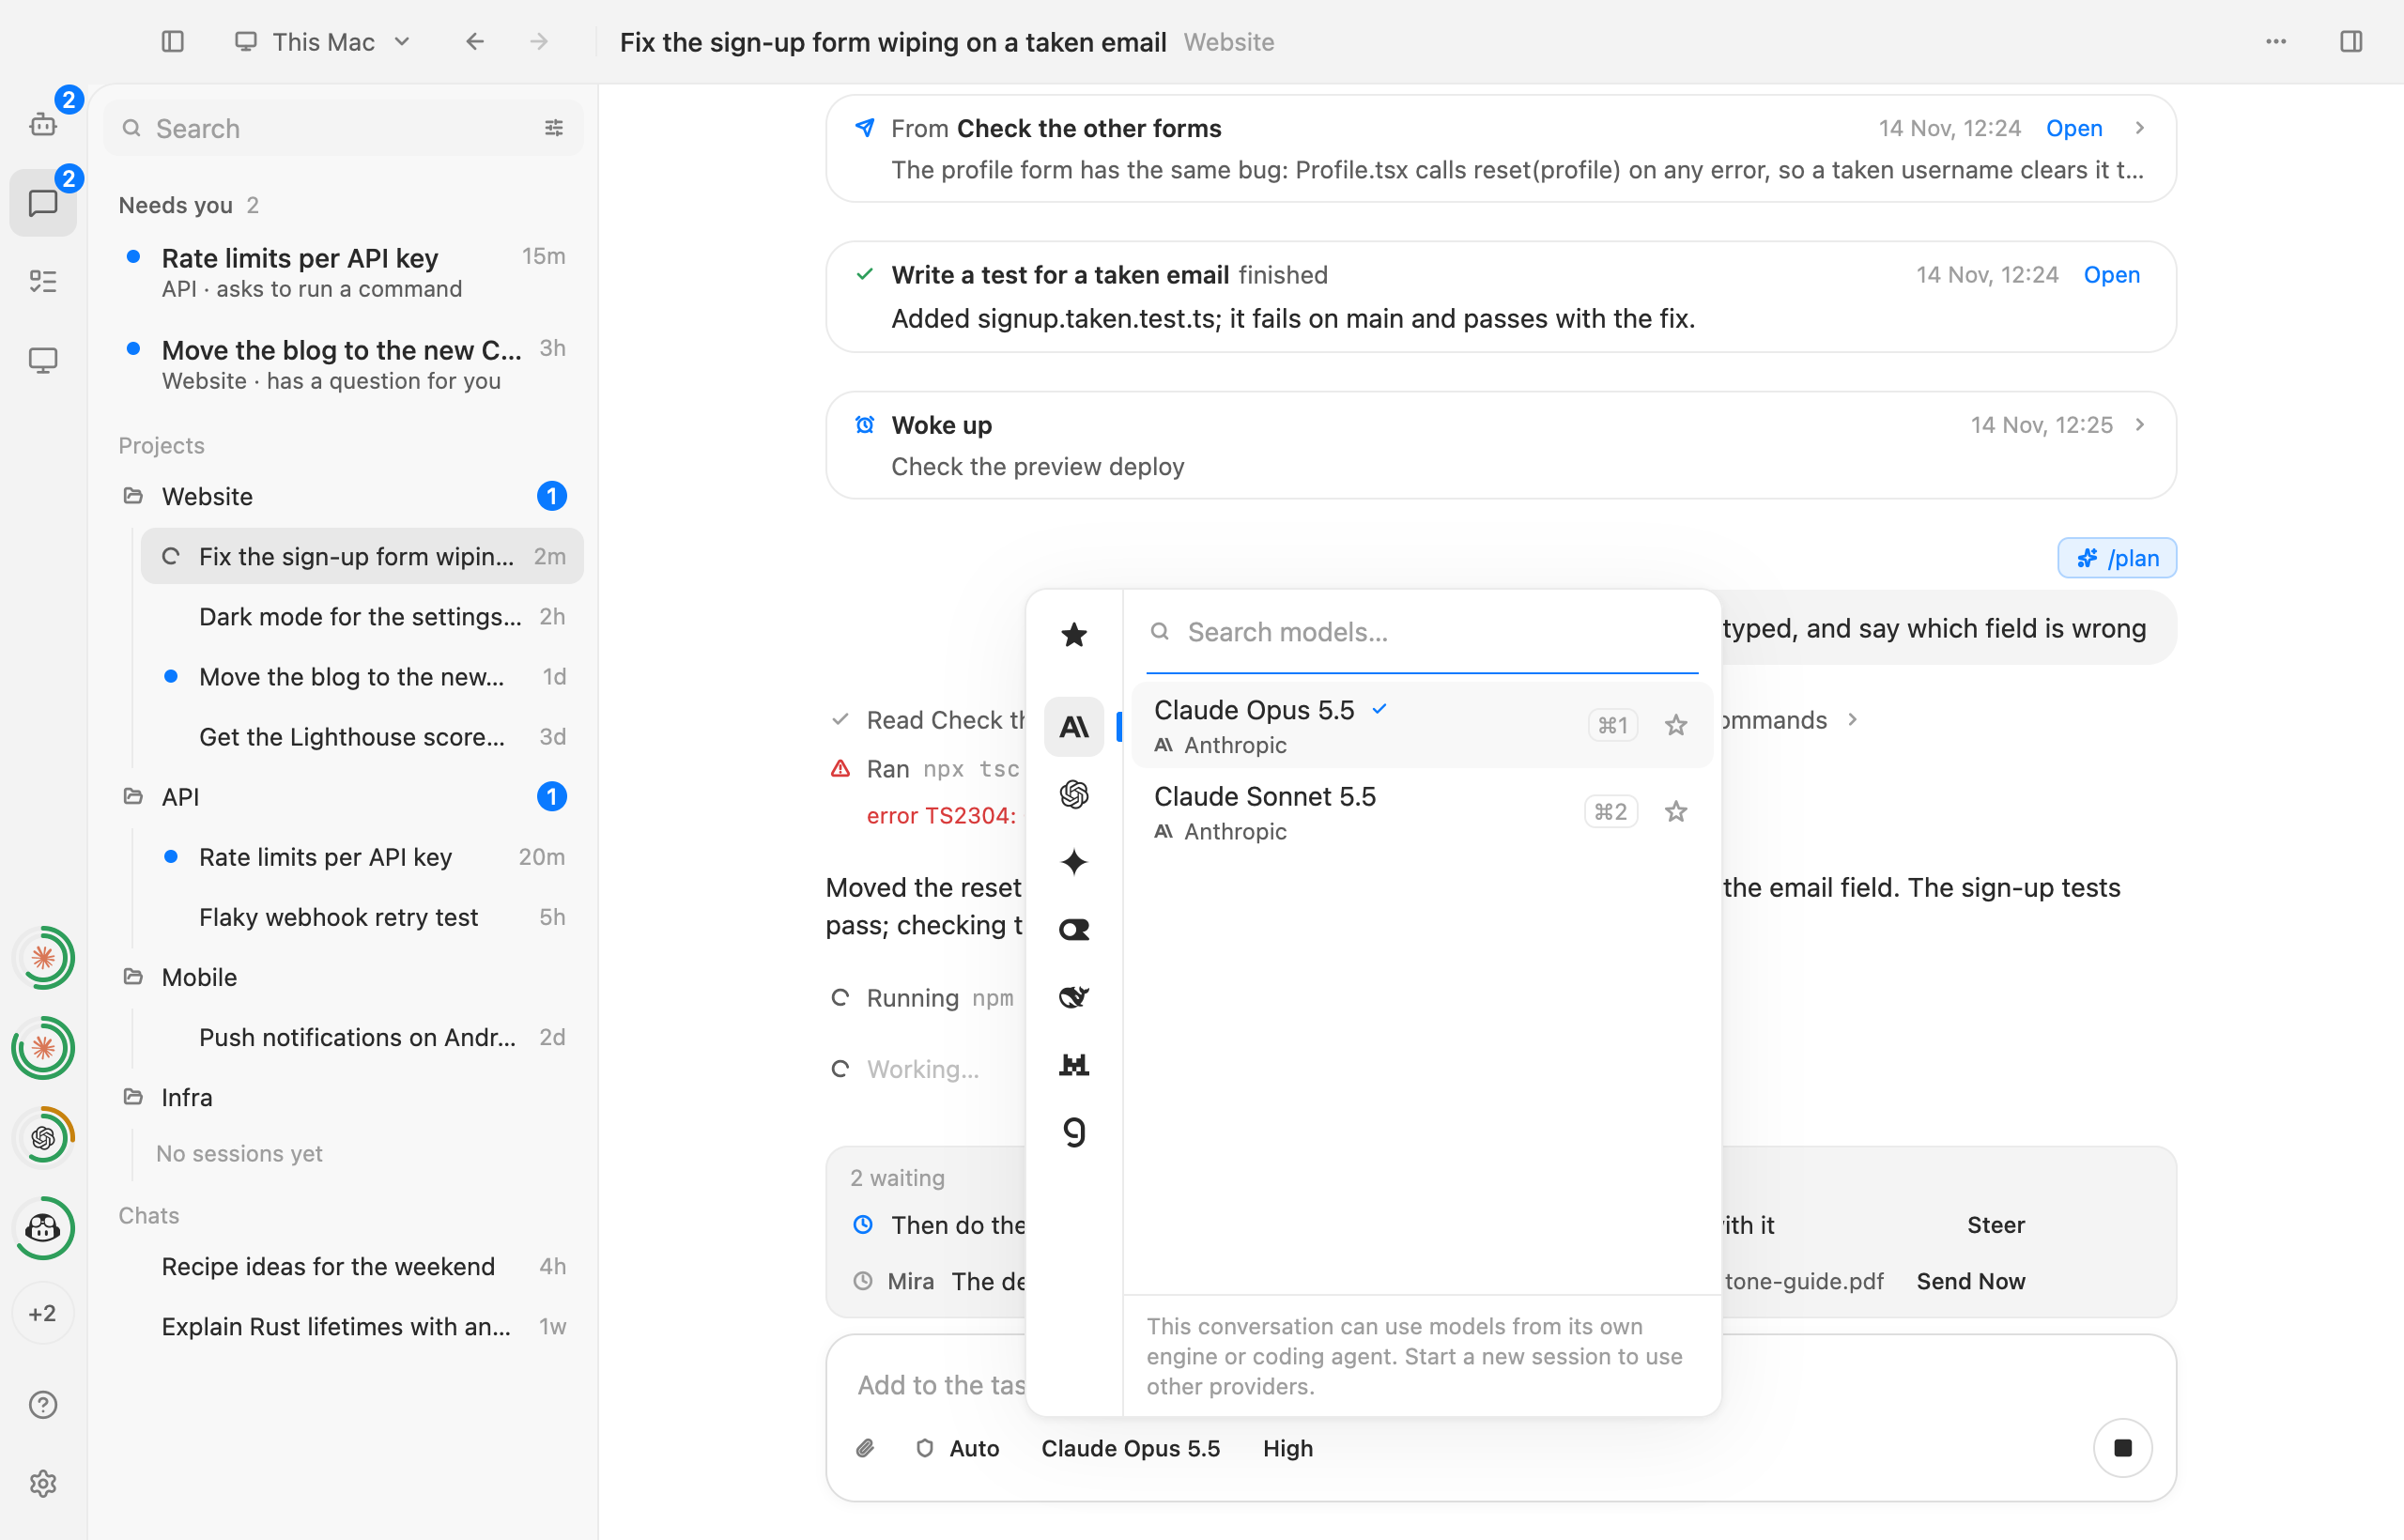 This Mac
Fix the sign-up form wiping on a taken email Website
2
2
Search
Needs you 2
Rate limits per API key 15m
API · asks to run a command
Move the blog to the new C... 3h
Website · has a question for you
Projects
Website 1
Fix the sign-up form wipin... 2m
Dark mode for the settings... 2h
Move the blog to the new... 1d
Get the Lighthouse score... 3d
API 1
Rate limits per API key 20m
Flaky webhook retry test 5h
Mobile
Push notifications on Andr... 2d
Infra
No sessions yet
Chats
Recipe ideas for the weekend 4h
Explain Rust lifetimes with an... 1w
+2
From Check the other forms 14 Nov, 12:24 Open
The profile form has the same bug: Profile.tsx calls reset(profile) on any error, so a taken username clears it t...
Write a test for a taken email finished 14 Nov, 12:24 Open
Added signup.taken.test.ts; it fails on main and passes with the fix.
Woke up 14 Nov, 12:25
Check the preview deploy
/plan
typed, and say which field is wrong
Read Check
Ran npx tsc
error TS2304:
Moved the reset the email field. The sign-up tests
pass; checking
Running npm
Working...
2 waiting
Then do the with it Steer
Mira The tone-guide.pdf Send Now
Add to the
Auto Claude Opus 5.5 High
Search models...
Claude Opus 5.5 ⌘1
Anthropic
Claude Sonnet 5.5 ⌘2
Anthropic
This conversation can use models from its own
engine or coding agent. Start a new session to use
other providers.